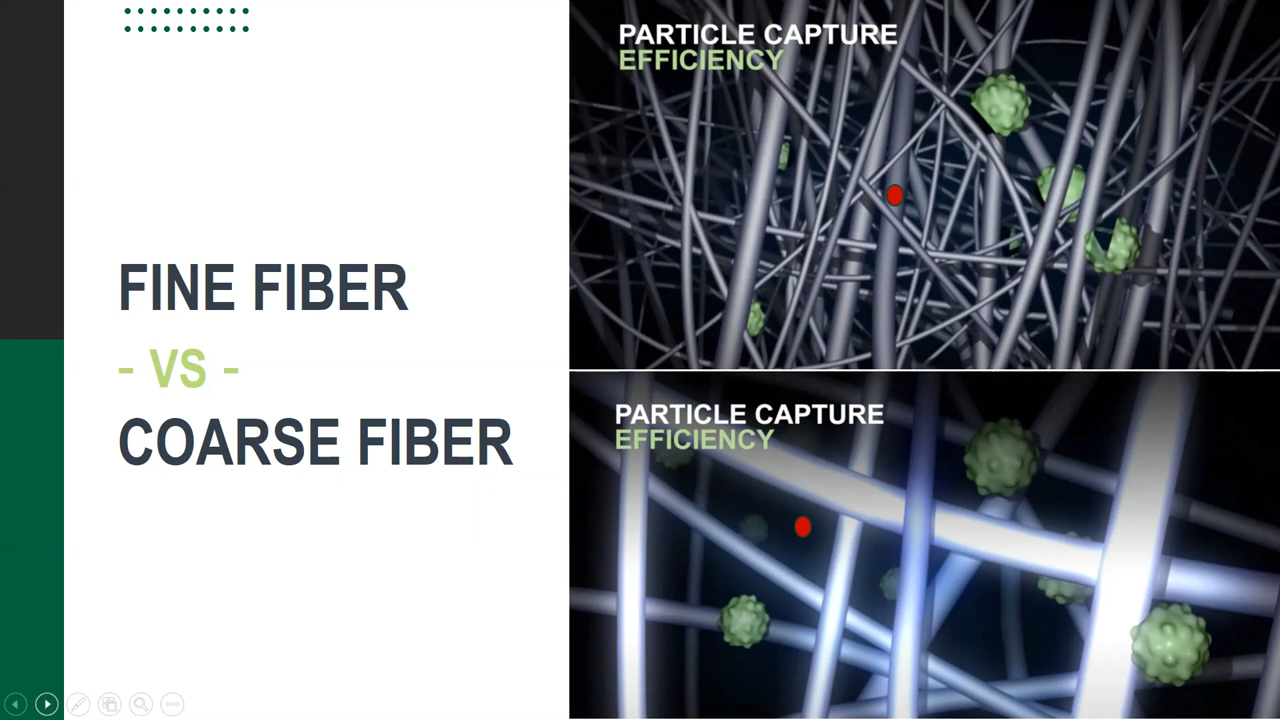 FINE FIBER
- VS -
COARSE FIBER
PARTICLE CAPTURE
EFFICIENCY
PARTICLE CAPTURE
EFFICIENCY